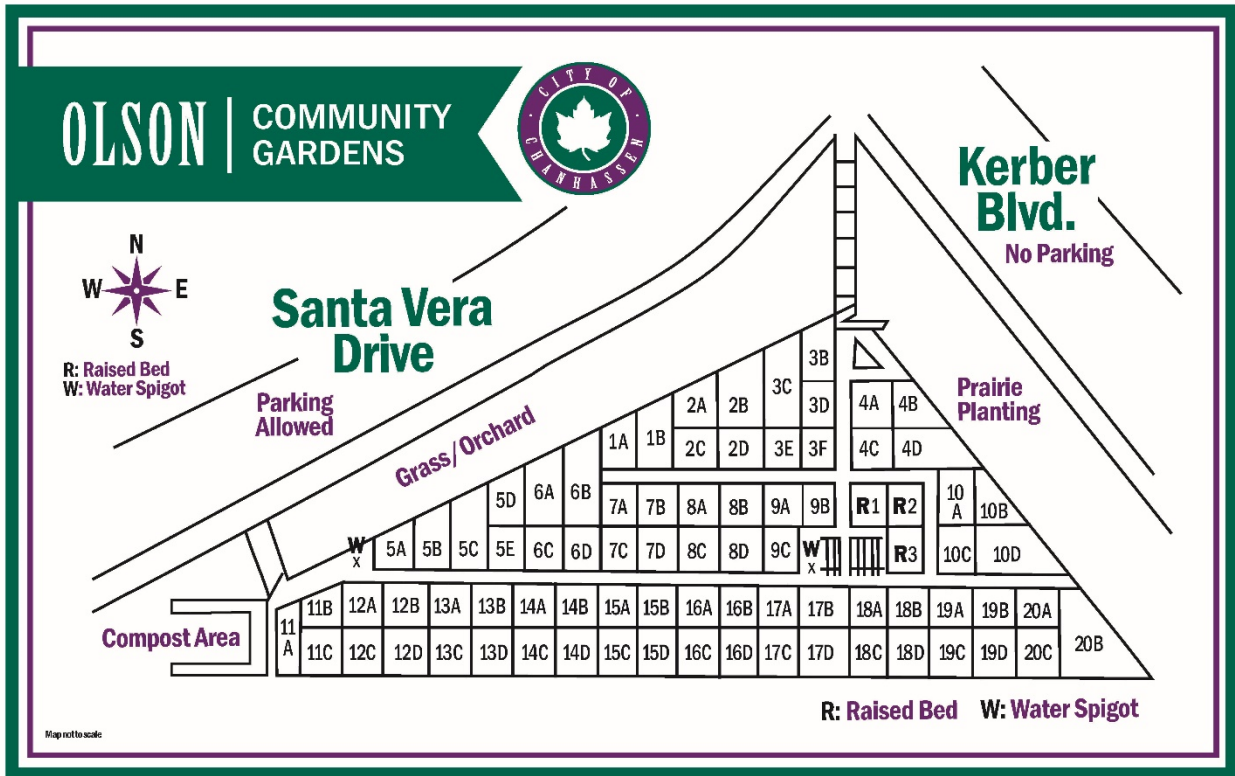 OLSON
COMMUNITY
GARDENS
CITY OF
CHANHASSEN
N
W E
S
R: Raised Bed
W: Water Spigot
Santa Vera
Drive
Parking
Allowed
Grass/Orchard
Kerber
Blvd.
No Parking
Prairie
Planting
3B
3C
3D
2A 2B
4A 4B
1A 1B
2C 2D 3E 3F
4C 4D
5D 6A 6B
7A 7B 8A 8B 9A 9B R1 R2
10
A
10B
W
x
5A 5B 5C 5E 6C 6D 7C 7D 8C 8D 9C
W
x
R3 10C 10D
Compost Area
11
A
11B 12A 12B 13A 13B 14A 14B 15A 15B 16A 16B 17A 17B 18A 18B 19A 19B 20A
11C 12C 12D 13C 13D 14C 14D 15C 15D 16C 16D 17C 17D 18C 18D 19C 19D 20C 20B
R: Raised Bed W: Water Spigot
Map not to scale